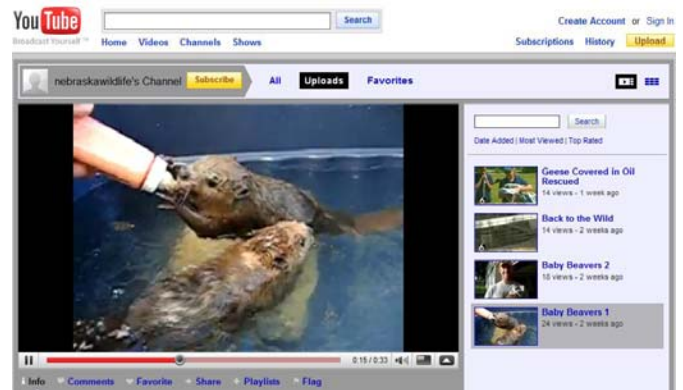 YouTube
Search
Create Account or Sign In
Broadcast Yourself ™
Home Videos Channels Shows
Subscriptions History Upload
nebraskawildlife's Channel Subscribe
All Uploads Favorites
Search
Date Added | Most Viewed | Top Rated
Geese Covered in Oil
Rescued
14 views - 1 week ago
Back to the Wild
14 views - 2 weeks ago
Baby Beavers 2
18 views - 2 weeks ago
Baby Beavers 1
24 views - 2 weeks ago
0:15 / 0:33
Info Comments Favorite Share Playlists Flag